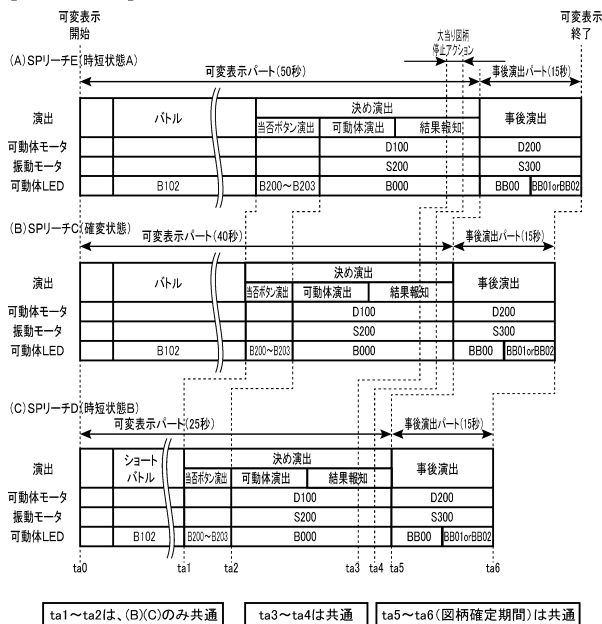 可変表示開始
可変表示終了
大当り図柄停止アクション
(A)SPリーチE(時短状態A)
可変表示パート(50秒)
事後演出パート(15秒)
演出 バトル 決め演出 事後演出
当否ボタン演出 可動体演出 結果報知
可動体モータ D100 D200
振動モータ S200 S300
可動体LED B102 B200～B203 B000 BB00 BB01orBB02
(B)SPリーチC(確変状態)
可変表示パート(40秒) 事後演出パート(15秒)
演出 バトル 決め演出 事後演出
当否ボタン演出 可動体演出 結果報知
可動体モータ D100 D200
振動モータ S200 S300
可動体LED B102 B200～B203 B000 BB00 BB01orBB02
(C)SPリーチD(時短状態B)
可変表示パート(25秒) 事後演出パート(15秒)
演出 ショートバトル 決め演出 事後演出
当否ボタン演出 可動体演出 結果報知
可動体モータ D100 D200
振動モータ S200 S300
可動体LED B102 B200～B203 B000 BB00 BB01orBB02
ta0 ta1 ta2 ta3 ta4 ta5 ta6
ta1～ta2は、(B)(C)のみ共通 ta3～ta4は共通 ta5～ta6(図柄確定期間)は共通